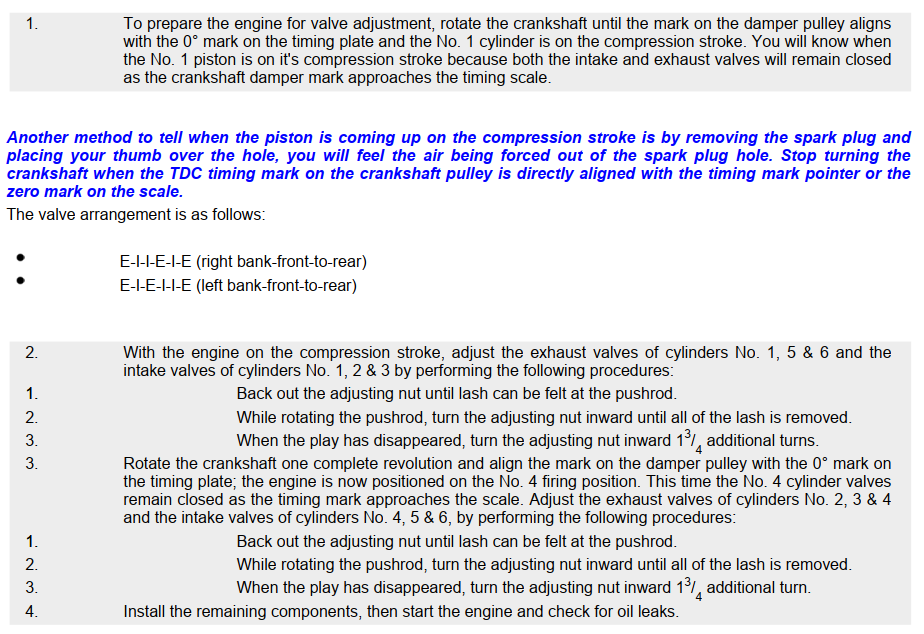 1. To prepare the engine for valve adjustment, rotate the crankshaft until the mark on the damper pulley aligns
with the 0° mark on the timing plate and the No. 1 cylinder is on the compression stroke. You will know when
the No. 1 piston is on it's compression stroke because both the intake and exhaust valves will remain closed
as the crankshaft damper mark approaches the timing scale.
Another method to tell when the piston is coming up on the compression stroke is by removing the spark plug and
placing your thumb over the hole, you will feel the air being forced out of the spark plug hole. Stop turning the
crankshaft when the TDC timing mark on the crankshaft pulley is directly aligned with the timing mark pointer or the
zero mark on the scale.
The valve arrangement is as follows:
• E-I-I-E-I-E (right bank-front-to-rear)
• E-I-E-I-I-E (left bank-front-to-rear)
2. With the engine on the compression stroke, adjust the exhaust valves of cylinders No. 1, 5 & 6 and the
intake valves of cylinders No. 1, 2 & 3 by performing the following procedures:
1. Back out the adjusting nut until lash can be felt at the pushrod.
2. While rotating the pushrod, turn the adjusting nut inward until all of the lash is removed.
3. When the play has disappeared, turn the adjusting nut inward 1 3/4 additional turns.
3. Rotate the crankshaft one complete revolution and align the mark on the damper pulley with the 0° mark on
the timing plate; the engine is now positioned on the No. 4 firing position. This time the No. 4 cylinder valves
remain closed as the timing mark approaches the scale. Adjust the exhaust valves of cylinders No. 2, 3 & 4
and the intake valves of cylinders No. 4, 5 & 6, by performing the following procedures:
1. Back out the adjusting nut until lash can be felt at the pushrod.
2. While rotating the pushrod, turn the adjusting nut inward until all of the lash is removed.
3. When the play has disappeared, turn the adjusting nut inward 1 3/4 additional turn.
4. Install the remaining components, then start the engine and check for oil leaks.